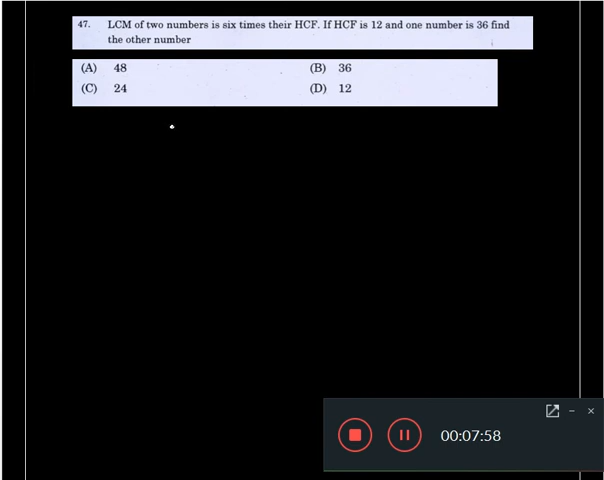 47. LCM of two numbers is six times their HCF. If HCF is 12 and one number is 36 find
the other number
(A) 48 (B) 36
(C) 24 (D) 12
00:07:58